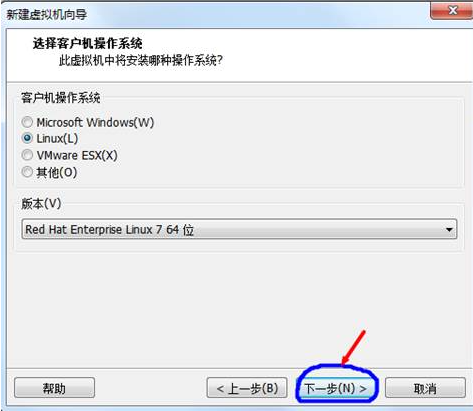 新建虚拟机向导
选择客户机操作系统
此虚拟机中将安装哪种操作系统?
客户机操作系统
Microsoft Windows(W)
Linux(L)
VMware ESX(X)
其他(O)
版本(V)
Red Hat Enterprise Linux 7 64 位
帮助
< 上一步(B)
下一步(N) >
取消